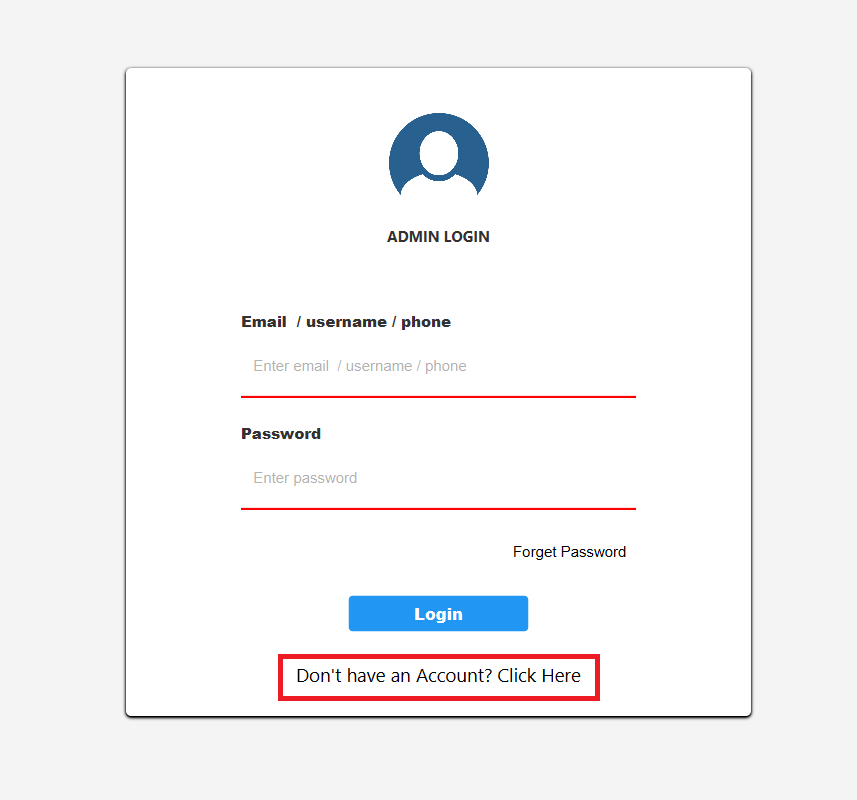 ADMIN LOGIN
Email  / username / phone
Enter email  / username / phone
Password
Enter password
Forget Password
Login
Don't have an Account? Click Here